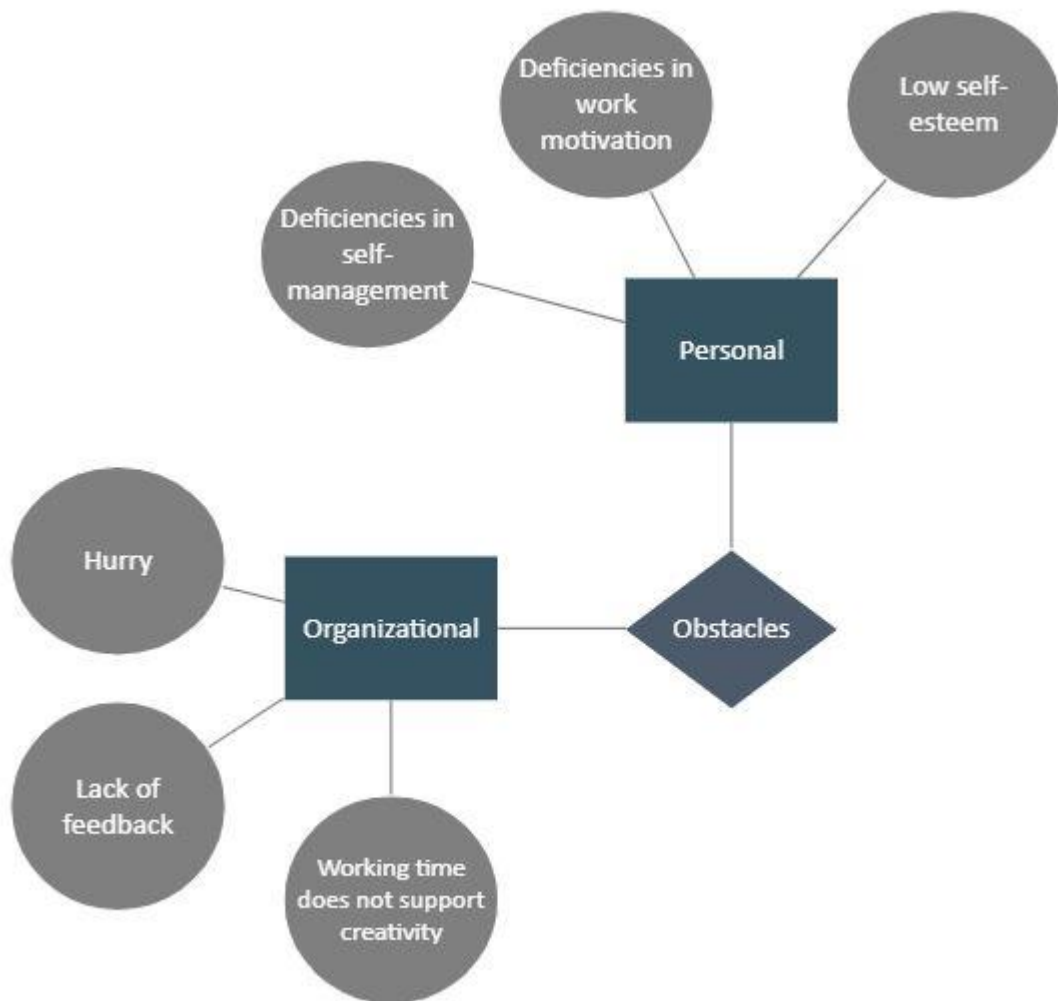 Deficiencies in
work
motivation
Low self-
esteem
Deficiencies in
self-
management
Personal
Hurry
Organizational
Obstacles
Lack of
feedback
Working time
does not support
creativity